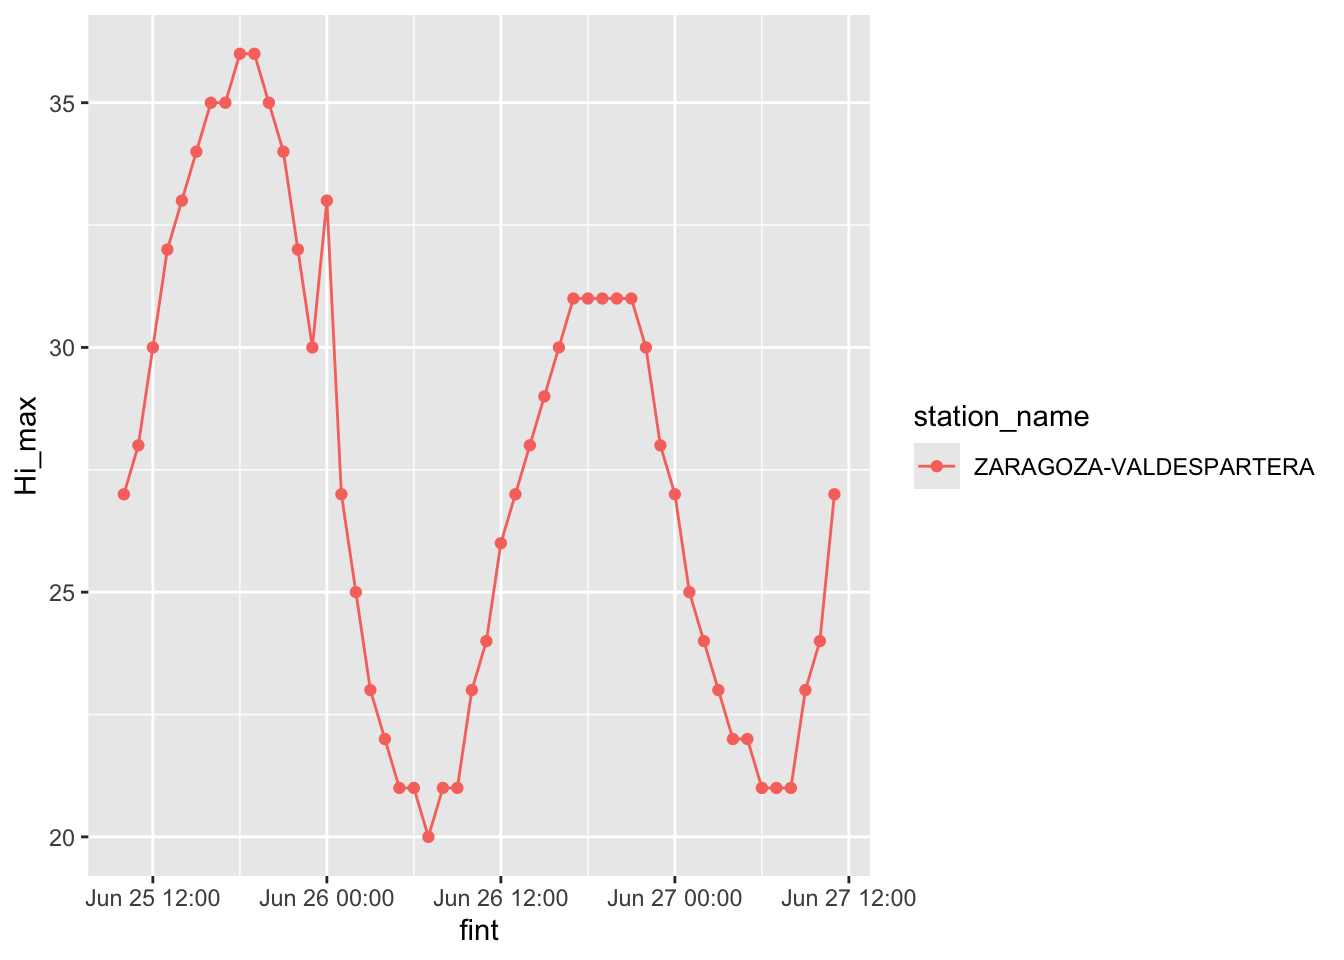 35
30
25
20
Hi_max
Jun 25 12:00 Jun 26 00:00 Jun 26 12:00 Jun 27 00:00 Jun 27 12:00
fint
station_name
ZARAGOZA-VALDESPARTERA